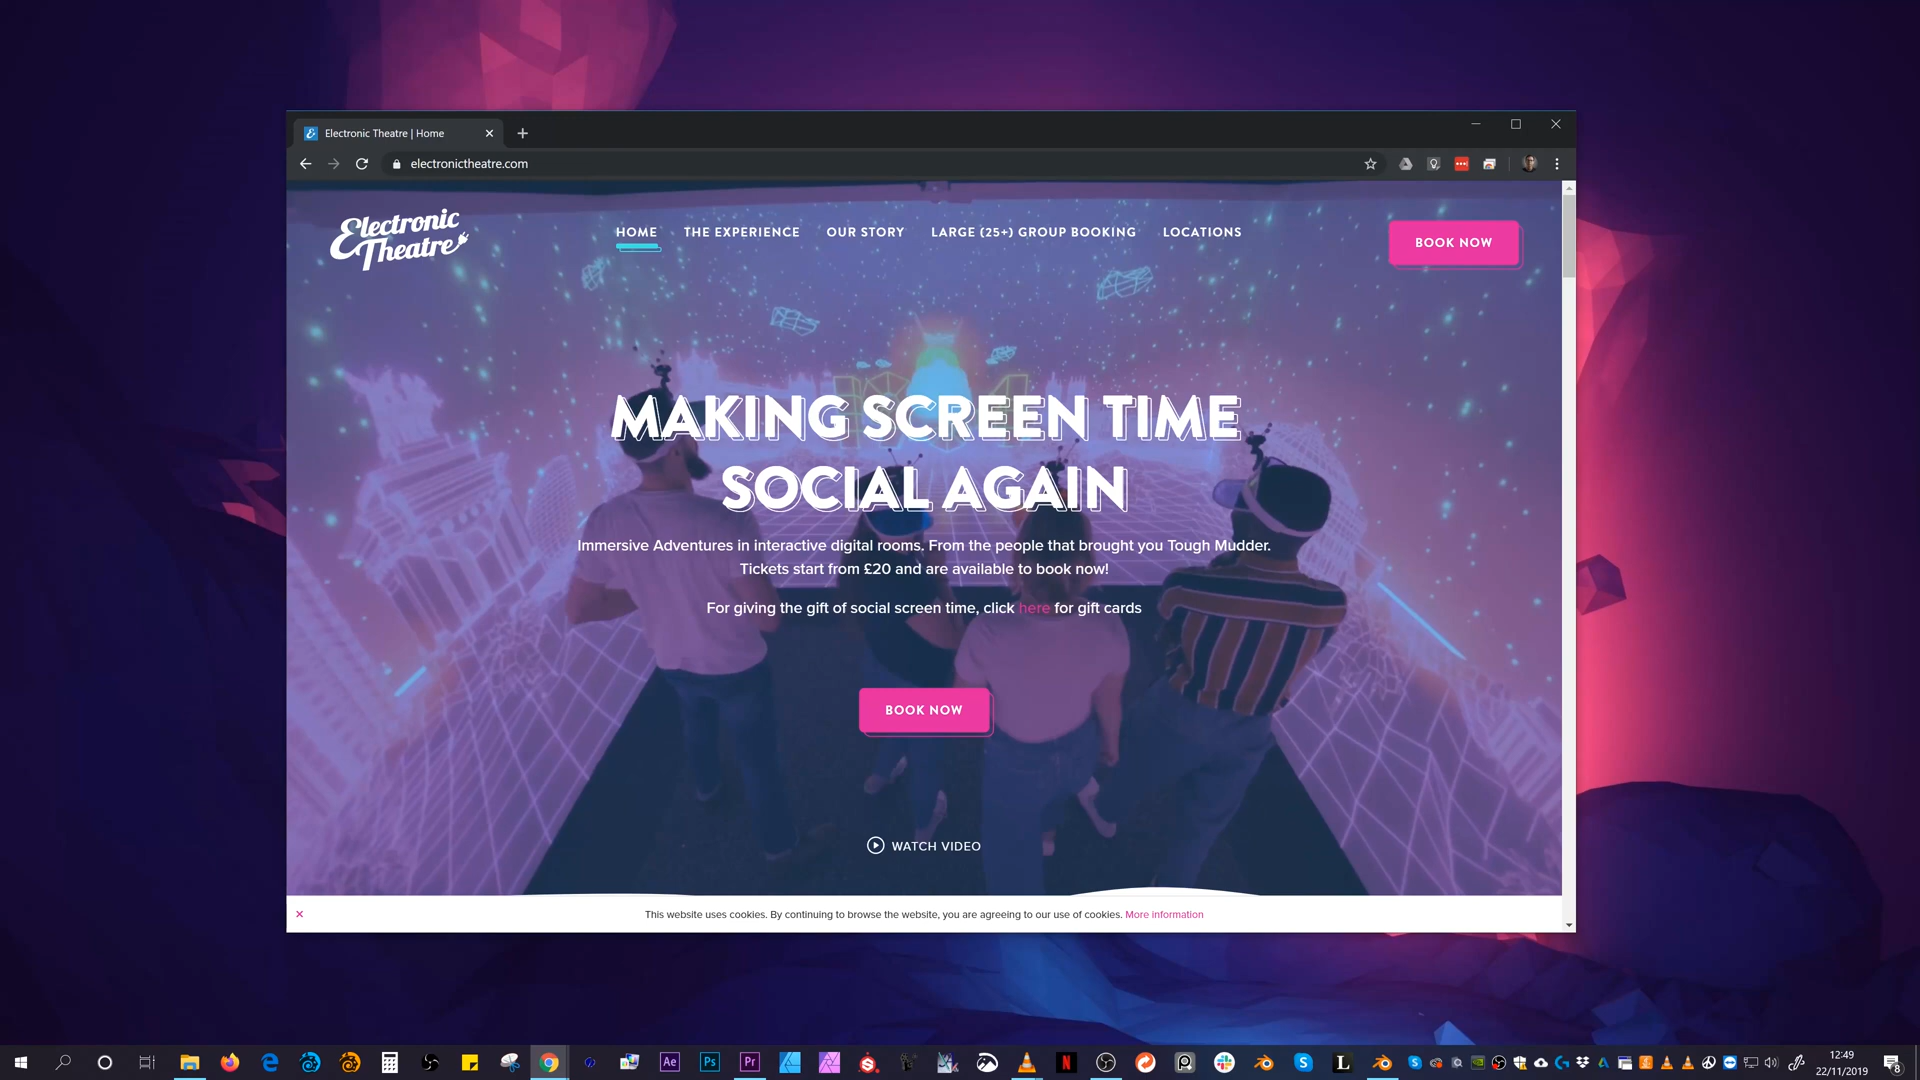 Electronic Theatre | Home
electronictheatre.com
Electronic
Theatre
HOME
THE EXPERIENCE
OUR STORY
LARGE (25+) GROUP BOOKING
LOCATIONS
BOOK NOW
MAKING SCREEN TIME
SOCIAL AGAIN
Immersive Adventures in interactive digital rooms. From the people that brought you Tough Mudder.
Tickets start from £20 and are available to book now!
For giving the gift of social screen time, click here for gift cards
BOOK NOW
WATCH VIDEO
This website uses cookies. By continuing to browse the website, you are agreeing to our use of cookies. More information
Ae
Ps
Pr
N
S
L
12:49
22/11/2019
8